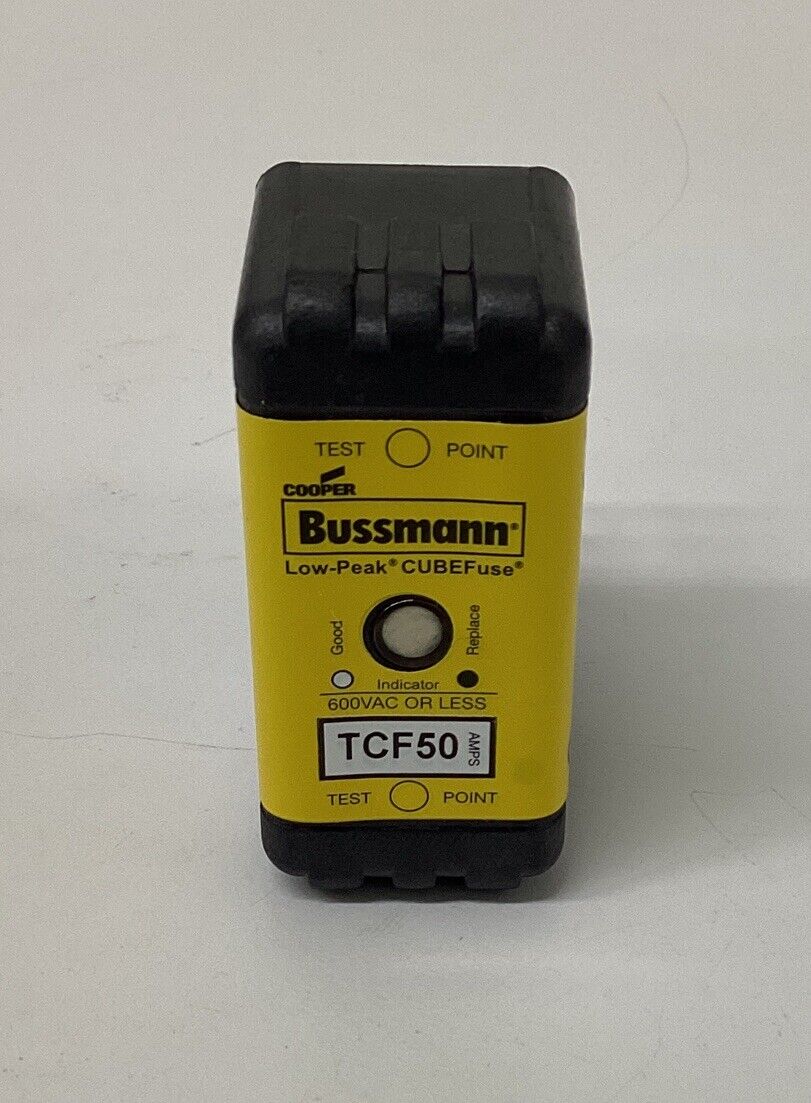 TEST POINT
COOPER
Bussmann®
Low-Peak® CUBEFuse®
Good
Replace
Indicator
600VAC OR LESS
TCF50 AMPS
TEST POINT